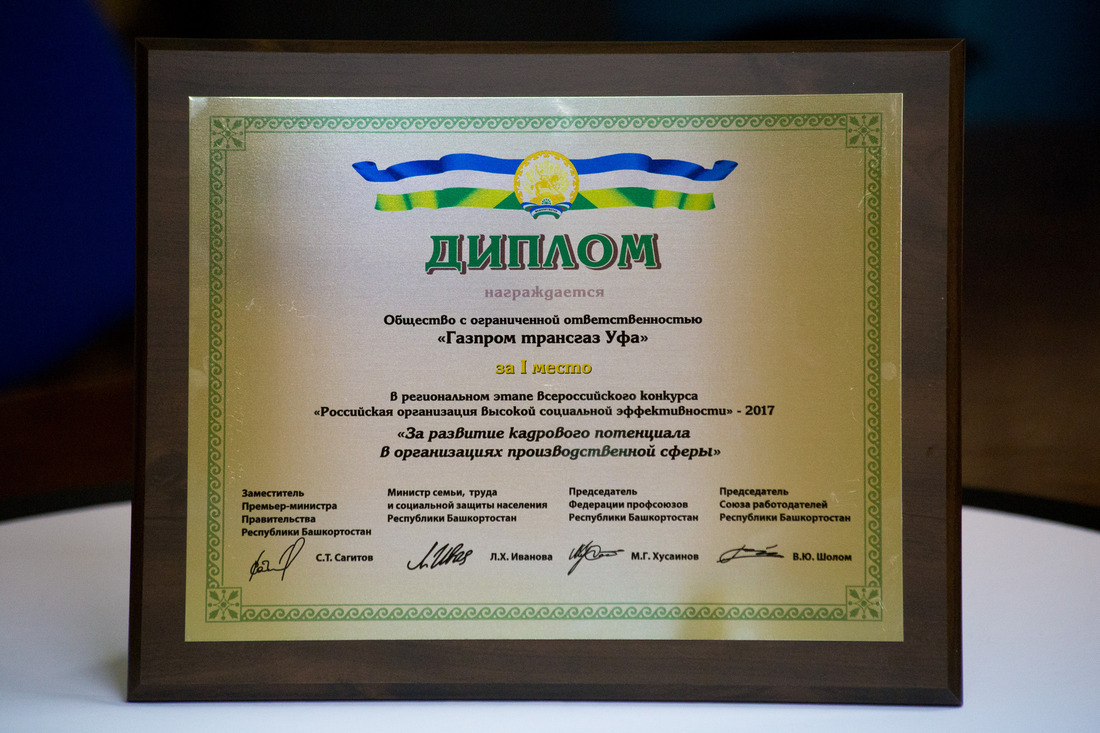 ДИПЛОМ
награждается
Общество с ограниченной ответственностью
«Газпром трансгаз Уфа»
за I место
в региональном этапе Всероссийского конкурса
«Российская организация высокой социальной эффективности» - 2017
«За развитие кадрового потенциала
в организациях производственной сферы»
Заместитель
Премьер-министра
Правительства
Республики Башкортостан
С.Т. Сагитов
Министр семьи, труда
и социальной защиты населения
Республики Башкортостан
Л.Х. Иванова
Председатель
Федерации профсоюзов
Республики Башкортостан
М.Г. Хусаинов
Председатель
Союза работодателей
Республики Башкортостан
В.Ю. Шолом